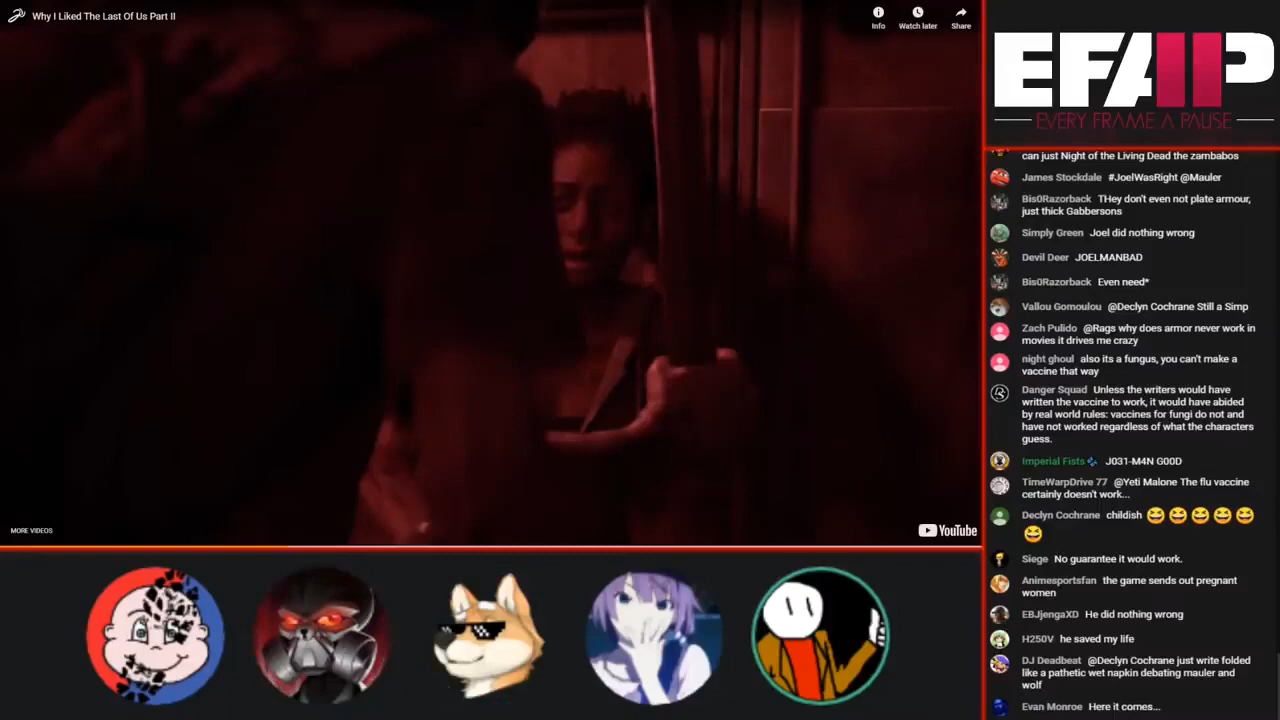 Why I Liked The Last Of Us Part II
Info
Watch later
Share
MORE VIDEOS
YouTube
EFAP
EVERY FRAME A PAUSE
can just Night of the Living Dead the zambabos
James Stockdale #JoelWasRight @Mauler
Bis0Razorback THey don't even not plate armour,
just thick Gabbersons
Simply Green Joel did nothing wrong
Devil Deer JOELMANBAD
Bis0Razorback Even need*
Vallou Gomoulou @Declyn Cochrane Still a Simp
Zach Pulido @Rags why does armor never work in
movies it drives me crazy
night ghoul also its a fungus, you can't make a
vaccine that way
Danger Squad Unless the writers would have
written the vaccine to work, it would have abided
by real world rules: vaccines for fungi do not and
have not worked regardless of what the characters
guess.
Imperial Fists J031-M4N G00D
TimeWarpDrive 77 @Yeti Malone The flu vaccine
certainly doesn't work...
Declyn Cochrane childish
Siege No guarantee it would work.
Animesportsfan the game sends out pregnant
women
EBJjengaXD He did nothing wrong
H250V he saved my life
DJ Deadbeat @Declyn Cochrane just write folded
like a pathetic wet napkin debating mauler and
wolf
Evan Monroe Here it comes...